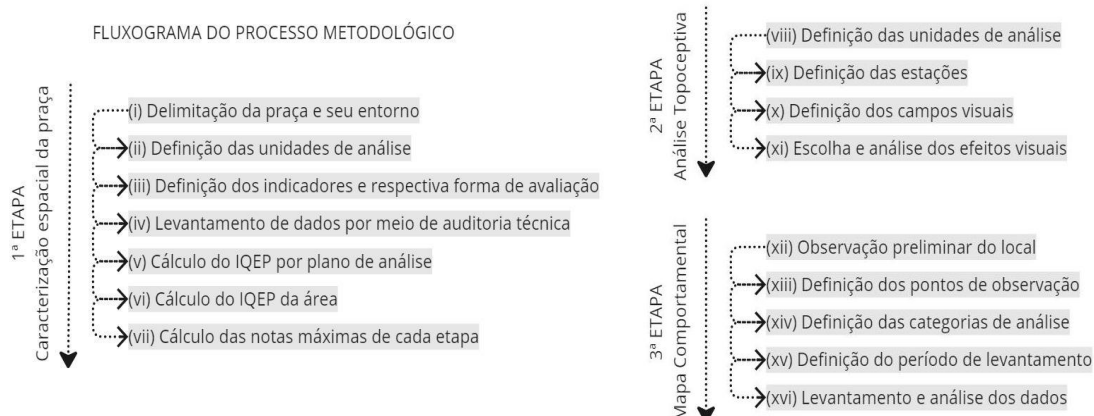 FLUXOGRAMA DO PROCESSO METODOLÓGICO
1ª ETAPA
Caracterização espacial da praça
(i) Delimitação da praça e seu entorno
(ii) Definição das unidades de análise
(iii) Definição dos indicadores e respectiva forma de avaliação
(iv) Levantamento de dados por meio de auditoria técnica
(v) Cálculo do IQEP por plano de análise
(vi) Cálculo do IQEP da área
(vii) Cálculo das notas máximas de cada etapa
2ª ETAPA
Análise Topoceptiva
(viii) Definição das unidades de análise
(ix) Definição das estações
(x) Definição dos campos visuais
(xi) Escolha e análise dos efeitos visuais
3ª ETAPA
Mapa Comportamental
(xii) Observação preliminar do local
(xiii) Definição dos pontos de observação
(xiv) Definição das categorias de análise
(xv) Definição do período de levantamento
(xvi) Levantamento e análise dos dados